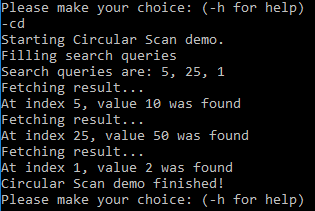 Please make your choice: (-h for help)
-cd
Starting Circular Scan demo.
Filling search queries
Search queries are: 5, 25, 1
Fetching result...
At index 5, value 10 was found
Fetching result...
At index 25, value 50 was found
Fetching result...
At index 1, value 2 was found
Circular Scan demo finished!
Please make your choice: (-h for help)